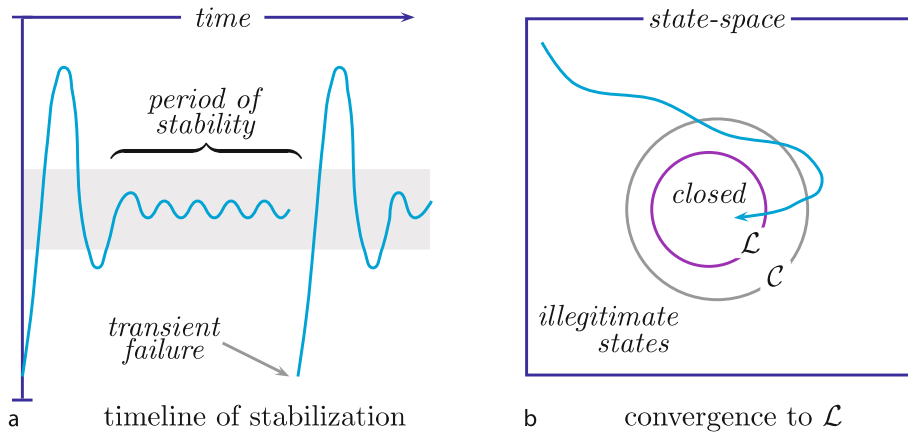 time
period of
stability
transient
failure
a timeline of stabilization
state-space
closed
ℒ
𝒞
illegitimate
states
b convergence to ℒ